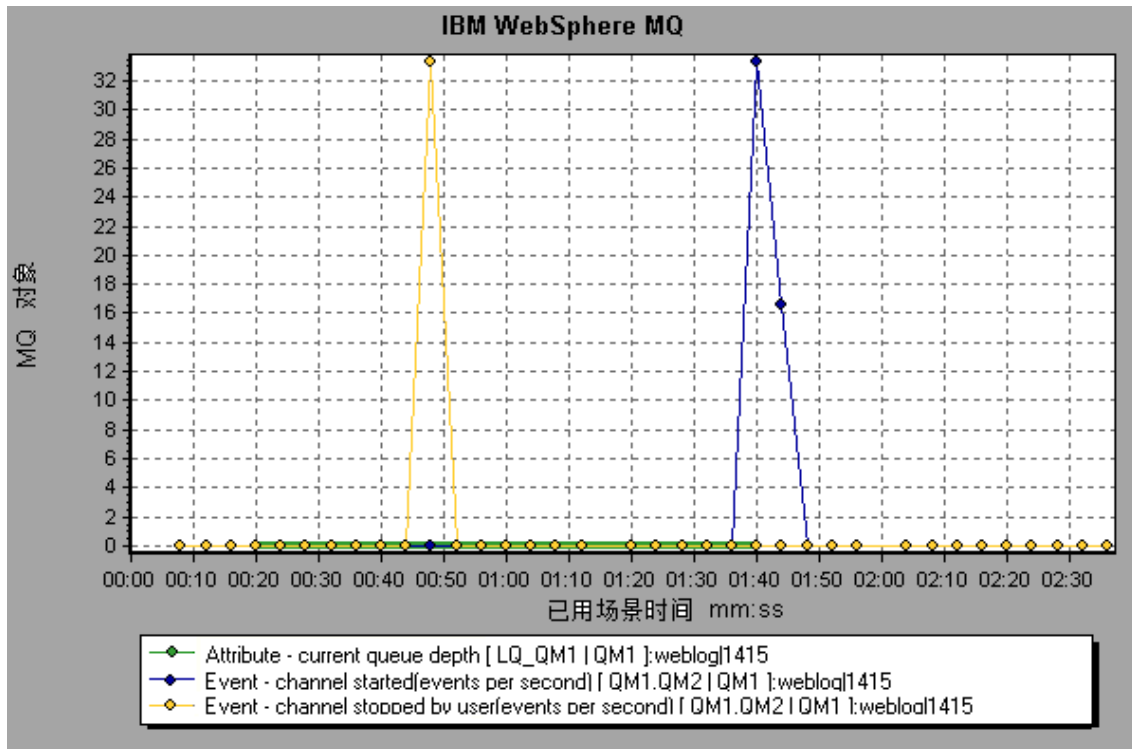 IBM WebSphere MQ
32
30
28
26
24
22
20
18
16
14
12
10
8
6
4
2
0
MQ 对象
00:00 00:10 00:20 00:30 00:40 00:50 01:00 01:10 01:20 01:30 01:40 01:50 02:00 02:10 02:20 02:30
已用场景时间 mm:ss
Attribute - current queue depth [ LQ_QM1 | QM1 ]:weblog|1415
Event - channel started(events per second) [ QM1.QM2 | QM1 ]:weblog|1415
Event - channel stopped by user(events per second) [ QM1.QM2 | QM1 ]:weblog|1415